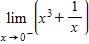 lim x→0⁻ (x³ + 1/x)